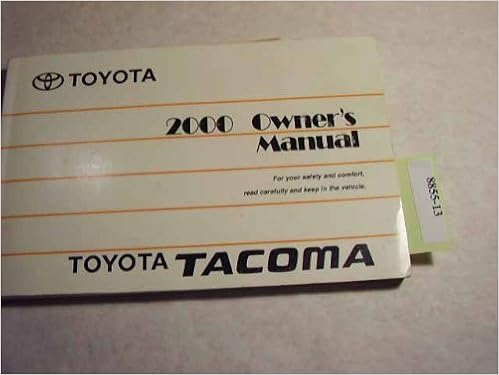 TOYOTA
2000 Owner's
Manual
For your safety and comfort,
read carefully and keep in the vehicle.
TOYOTA TACOMA
8855-13